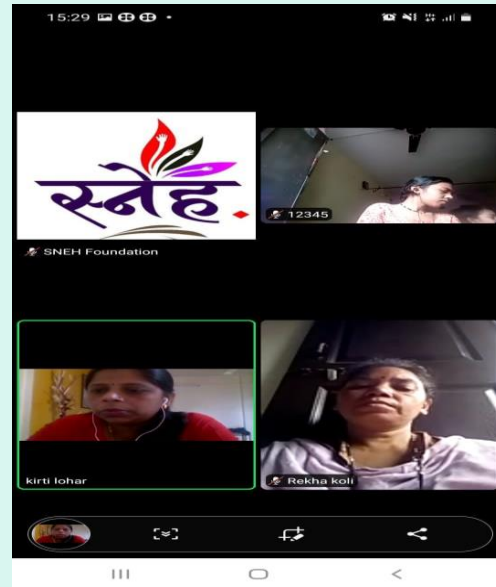 15:29
स्नेह.
SNEH Foundation
12345
kirti lohar
Rekha koli